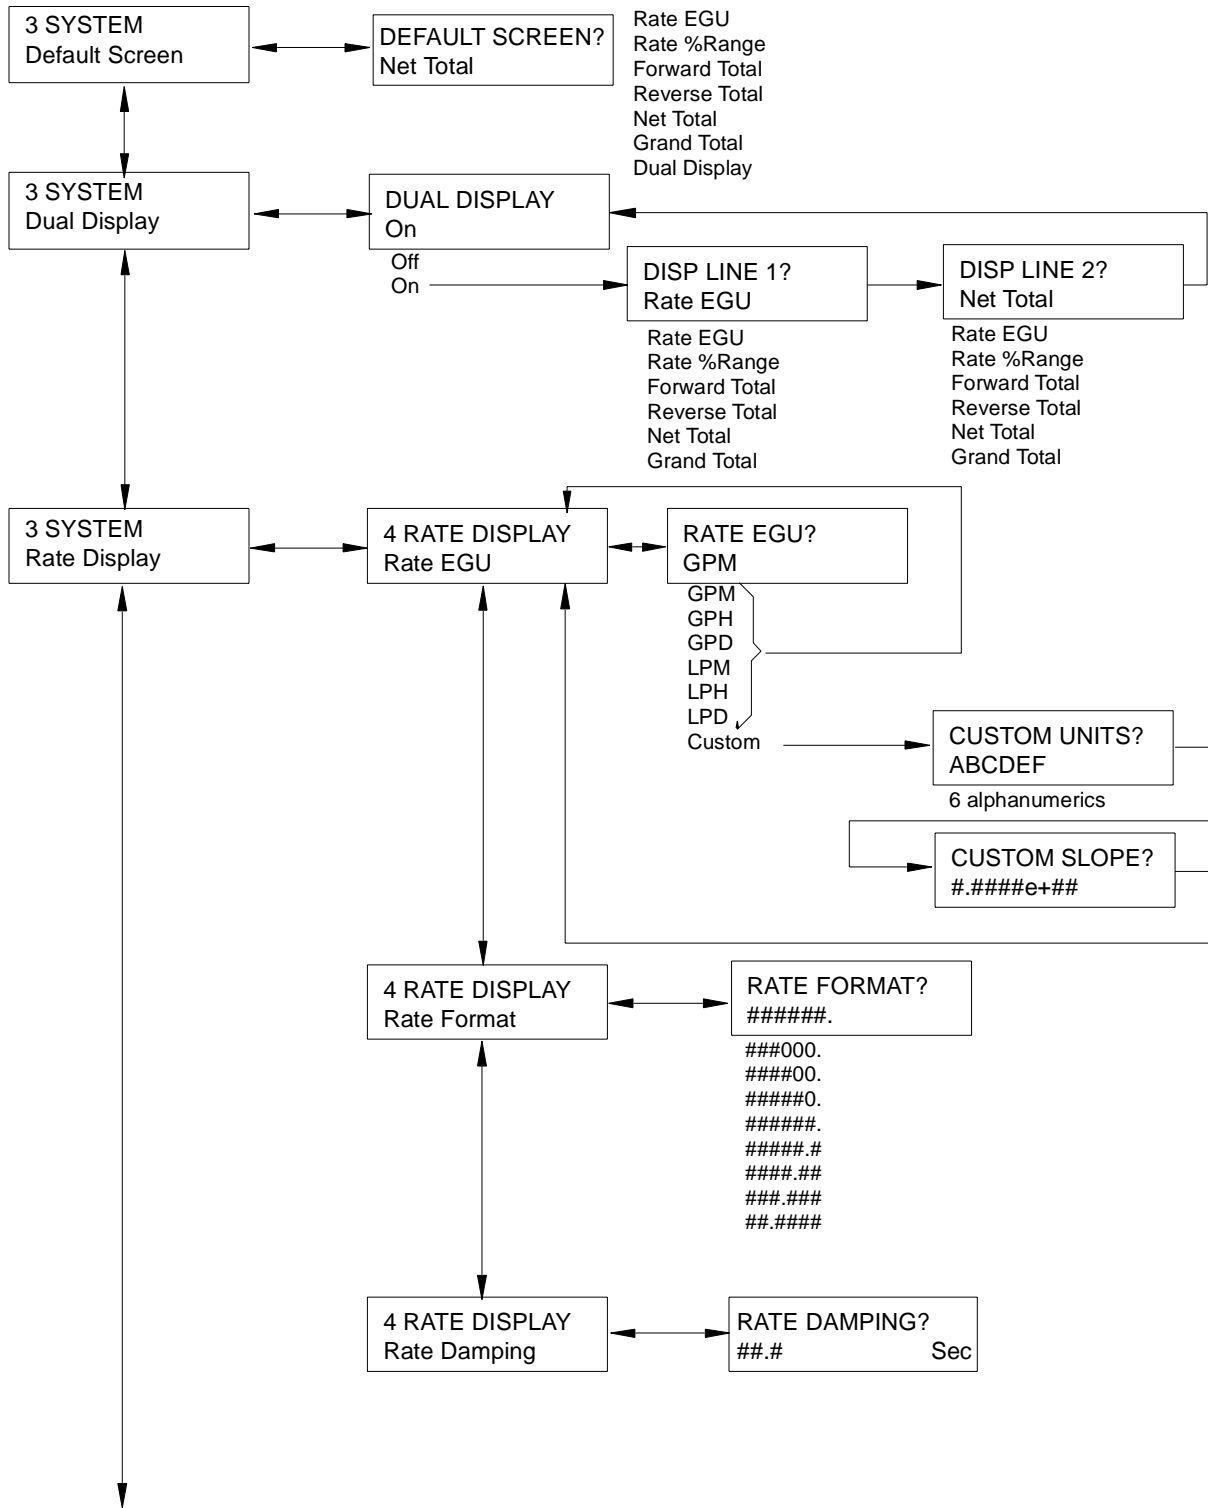 3 SYSTEM
Default Screen
DEFAULT SCREEN?
Net Total
Rate EGU
Rate %Range
Forward Total
Reverse Total
Net Total
Grand Total
Dual Display
3 SYSTEM
Dual Display
DUAL DISPLAY
On
Off
On
DISP LINE 1?
Rate EGU
Rate EGU
Rate %Range
Forward Total
Reverse Total
Net Total
Grand Total
DISP LINE 2?
Net Total
Rate EGU
Rate %Range
Forward Total
Reverse Total
Net Total
Grand Total
3 SYSTEM
Rate Display
4 RATE DISPLAY
Rate EGU
RATE EGU?
GPM
GPM
GPH
GPD
LPM
LPH
LPD
Custom
CUSTOM UNITS?
ABCDEF
6 alphanumerics
CUSTOM SLOPE?
#.####e+##
4 RATE DISPLAY
Rate Format
RATE FORMAT?
######.
###000.
####00.
#####0.
######.
#####.#
####.##
###.###
##.####
4 RATE DISPLAY
Rate Damping
RATE DAMPING?
##.# Sec